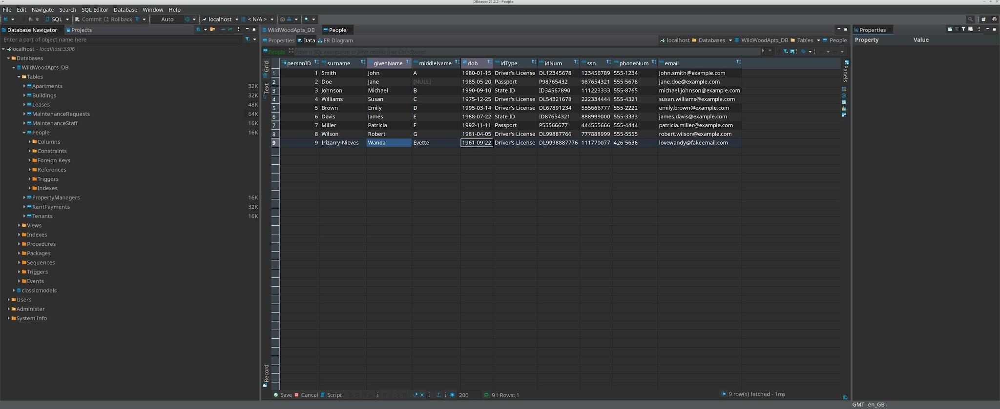 DBeaver 21.2.2 - People
File Edit Navigate Search SQL Editor Database Window Help
SQL Commit Rollback Auto localhost < N/A >
Database Navigator Projects
Enter a part of object name here
localhost - localhost:3306
Databases
WildWoodApts_DB
Tables
Apartments 32K
Buildings 32K
Leases 48K
MaintenanceRequests 64K
MaintenanceStaff 16K
People 16K
Columns
Constraints
Foreign Keys
References
Triggers
Indexes
PropertyManagers 16K
RentPayments 32K
Tenants 16K
Views
Indexes
Procedures
Packages
Sequences
Triggers
Events
classicmodels
Users
Administer
System Info
WildWoodApts_DB People
Properties Data ER Diagram localhost Databases WildWoodApts_DB Tables People
People Enter a SQL expression to filter results (use Ctrl+Space)
Grid
Text
Record
personID surname givenName middleName dob idType idNum ssn phoneNum email
1 1 Smith John A 1980-01-15 Driver's License DL12345678 123456789 555-1234 john.smith@example.com
2 2 Doe Jane [NULL] 1985-05-20 Passport P98765432 987654321 555-5678 jane.doe@example.com
3 3 Johnson Michael B 1990-09-10 State ID ID34567890 111223333 555-8765 michael.johnson@example.com
4 4 Williams Susan C 1975-12-25 Driver's License DL54321678 222334444 555-4321 susan.williams@example.com
5 5 Brown Emily D 1995-03-14 Driver's License DL67891234 555666777 555-2222 emily.brown@example.com
6 6 Davis James E 1988-07-22 State ID ID87654321 888999000 555-3333 james.davis@example.com
7 7 Miller Patricia F 1992-11-11 Passport P55566677 444555666 555-4444 patricia.miller@example.com
8 8 Wilson Robert G 1981-04-05 Driver's License DL99887766 777888999 555-5555 robert.wilson@example.com
9 9 Irizarry-Nieves Wanda Evette 1961-09-22 Driver's License DL9998887776 111770077 426-5636 lovewandy@fakeemail.com
Panels
Save Cancel Script 200 9 Rows: 1 9 row(s) fetched - 1ms
Properties
Property Value
GMT en_GB